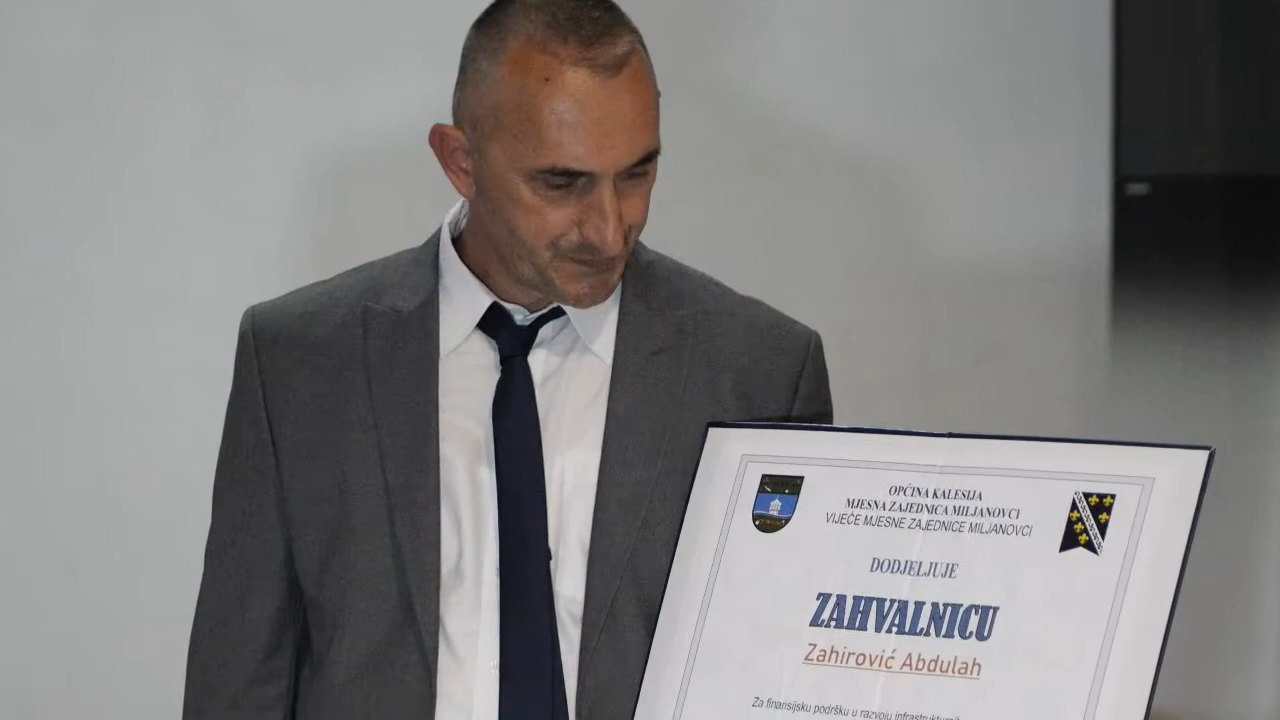 OPĆINA KALESIJA
MJESNA ZAJEDNICA MILJANOVCI
VIJEĆE MJESNE ZAJEDNICE MILJANOVCI
DODJELJUJE
ZAHVALNICU
Zahirović Abdulah
Za finansijsku podršku u razvoju